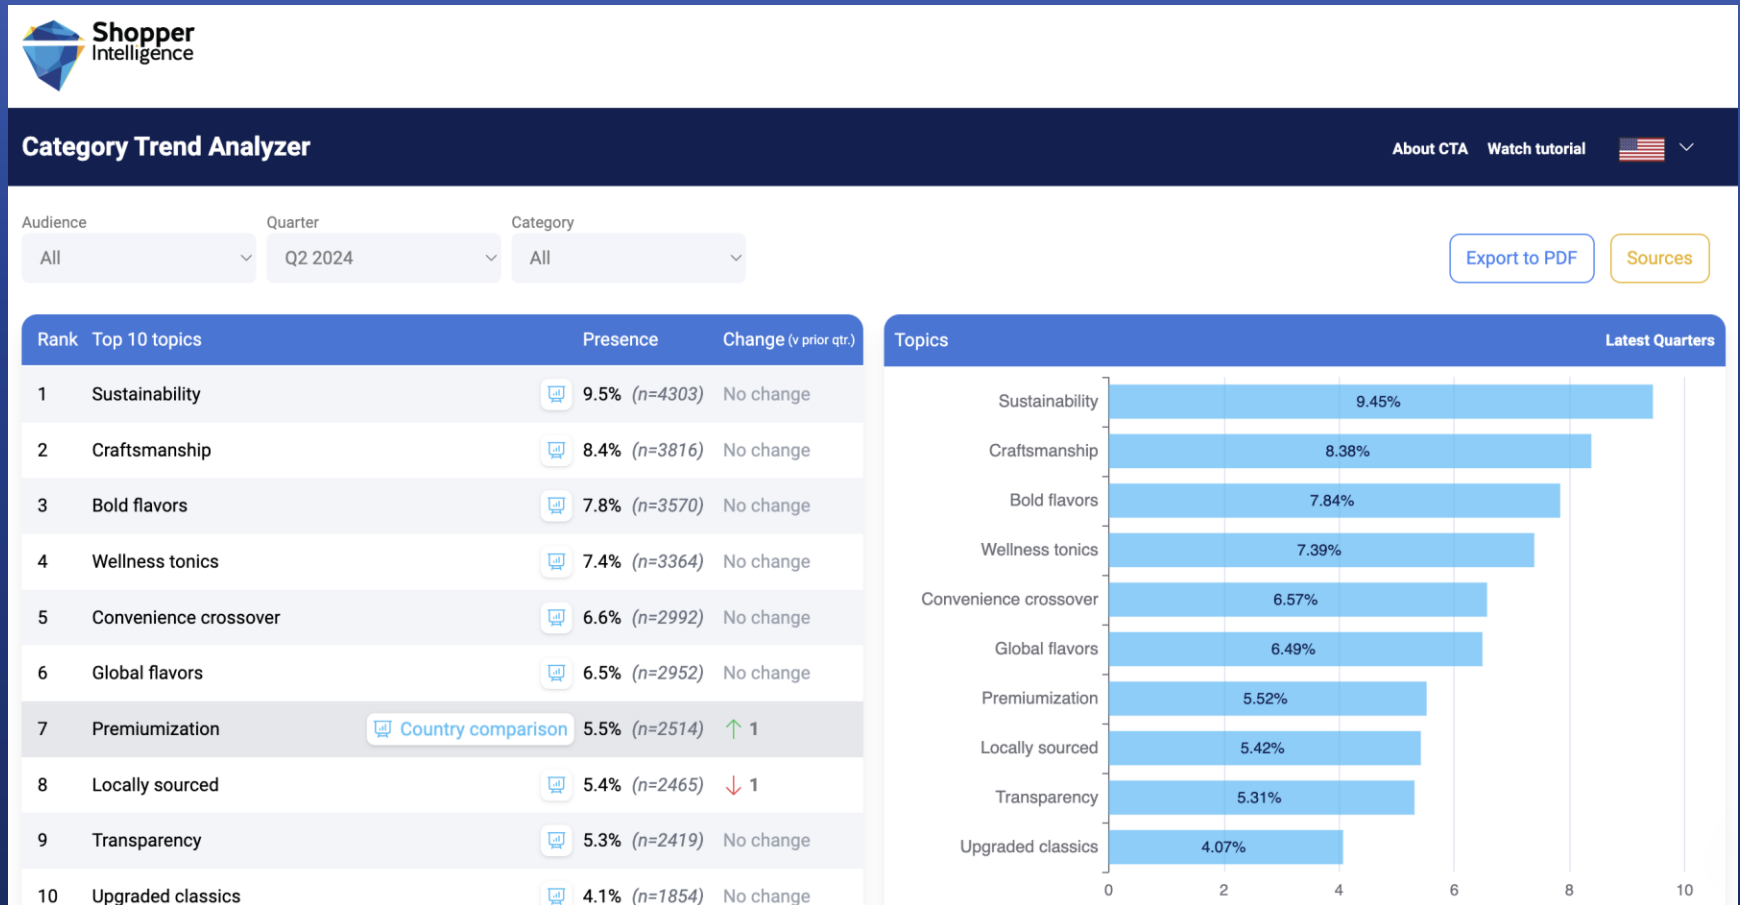 Shopper
Intelligence
Category Trend Analyzer
About CTA Watch tutorial
Audience Quarter Category
All Q2 2024 All
Export to PDF Sources
Rank Top 10 topics Presence Change (v prior qtr.)
1 Sustainability 9.5% (n=4303) No change
2 Craftsmanship 8.4% (n=3816) No change
3 Bold flavors 7.8% (n=3570) No change
4 Wellness tonics 7.4% (n=3364) No change
5 Convenience crossover 6.6% (n=2992) No change
6 Global flavors 6.5% (n=2952) No change
7 Premiumization Country comparison 5.5% (n=2514) ↑ 1
8 Locally sourced 5.4% (n=2465) ↓ 1
9 Transparency 5.3% (n=2419) No change
10 Upgraded classics 4.1% (n=1854) No change
Topics Latest Quarters
Sustainability 9.45%
Craftsmanship 8.38%
Bold flavors 7.84%
Wellness tonics 7.39%
Convenience crossover 6.57%
Global flavors 6.49%
Premiumization 5.52%
Locally sourced 5.42%
Transparency 5.31%
Upgraded classics 4.07%
0 2 4 6 8 10